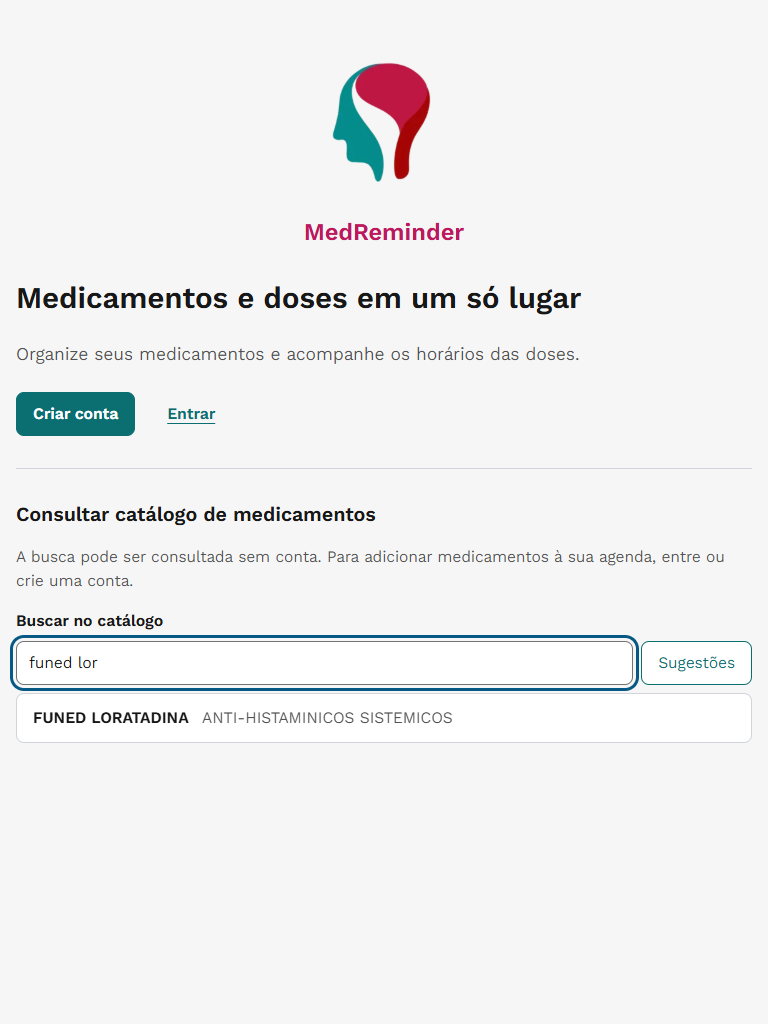 MedReminder
Medicamentos e doses em um só lugar
Organize seus medicamentos e acompanhe os horários das doses.
Criar conta Entrar
Consultar catálogo de medicamentos
A busca pode ser consultada sem conta. Para adicionar medicamentos à sua agenda, entre ou
crie uma conta.
Buscar no catálogo
funed lor Sugestões
FUNED LORATADINA ANTI-HISTAMINICOS SISTEMICOS